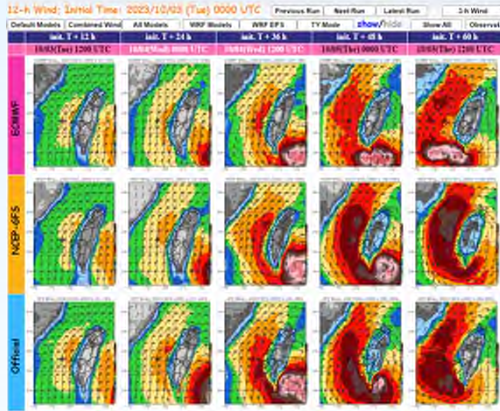 12-h Wind; Initial Time: 2023/10/03 (Tue) 0000 UTC
Previous Run Next Run Latest Run 3-h Wind
Default Models Combined Wind All Models WRF Models WRF EPS TY Mode show/hide Show All
init. T + 12 h init. T + 24 h init. T + 36 h init. T + 48 h init. T + 60 h
10/03(Tue) 1200 UTC 10/04(Wed) 0000 UTC 10/04(Wed) 1200 UTC 10/05(Thr) 0000 UTC 10/05(Thr) 1200 UTC
ECMWF
NCEP-GFS
Official